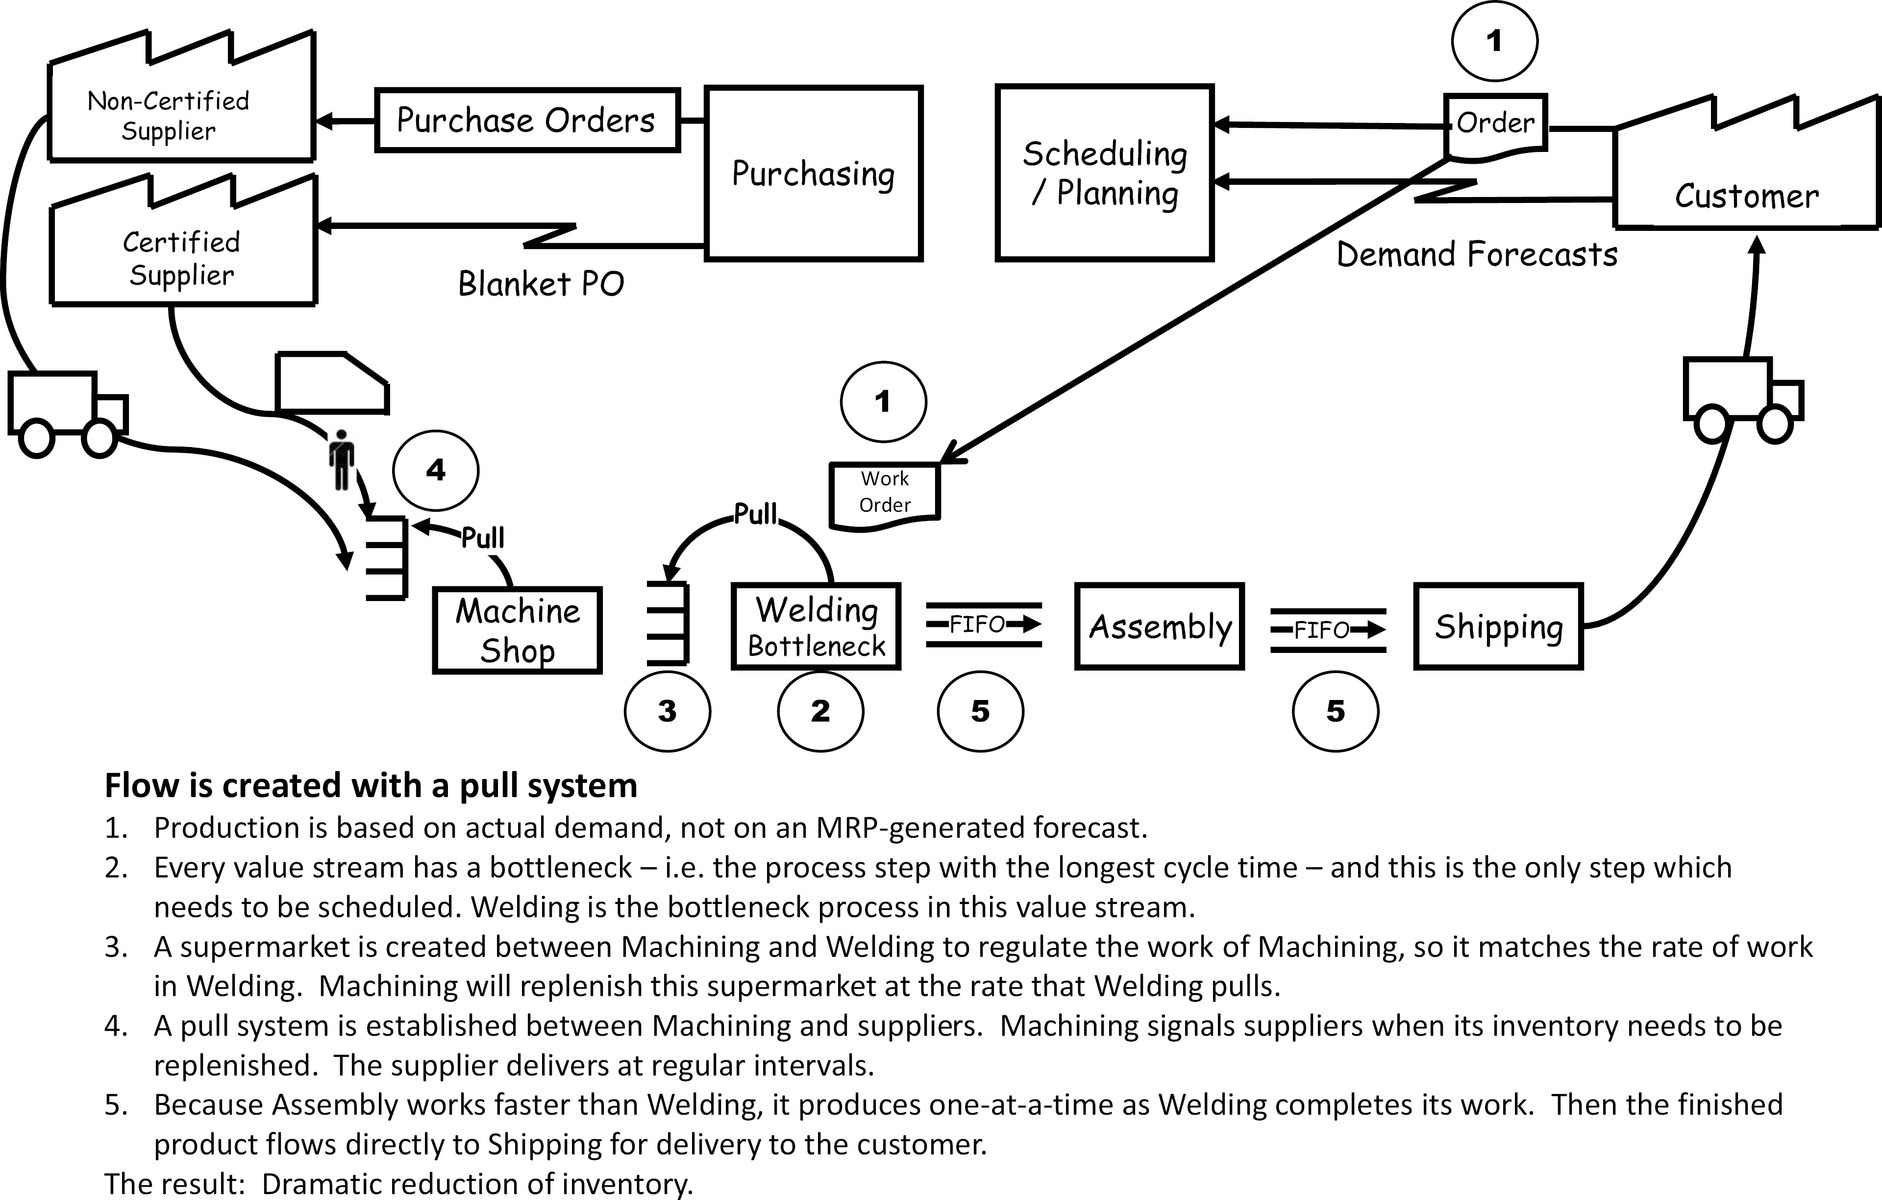 1
Non-Certified
Supplier
Purchase Orders
Purchasing
Scheduling
/ Planning
Order
Customer
Certified
Supplier
Blanket PO
Demand Forecasts
1
Work
Order
4
Pull
Pull
Machine
Shop
Welding
Bottleneck
FIFO
Assembly
FIFO
Shipping
3
2
5
5
Flow is created with a pull system
1. Production is based on actual demand, not on an MRP-generated forecast.
2. Every value stream has a bottleneck – i.e. the process step with the longest cycle time – and this is the only step which
needs to be scheduled. Welding is the bottleneck process in this value stream.
3. A supermarket is created between Machining and Welding to regulate the work of Machining, so it matches the rate of work
in Welding.  Machining will replenish this supermarket at the rate that Welding pulls.
4. A pull system is established between Machining and suppliers.  Machining signals suppliers when its inventory needs to be
replenished.  The supplier delivers at regular intervals.
5. Because Assembly works faster than Welding, it produces one-at-a-time as Welding completes its work.  Then the finished
product flows directly to Shipping for delivery to the customer.
The result:  Dramatic reduction of inventory.